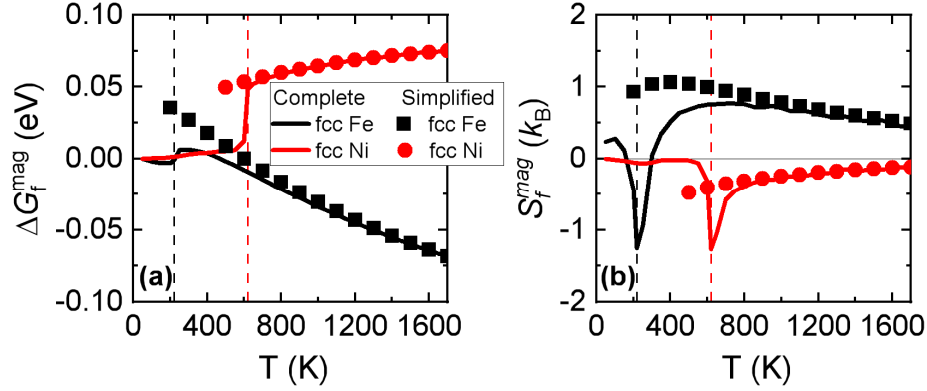 ΔG_f^mag (eV)
0.10
0.05
0.00
-0.05
-0.10
(a)
0 400 800 1200 1600
T (K)
Complete Simplified
fcc Fe fcc Fe
fcc Ni fcc Ni
S_f^mag (k_B)
2
1
0
-1
-2
(b)
0 400 800 1200 1600
T (K)